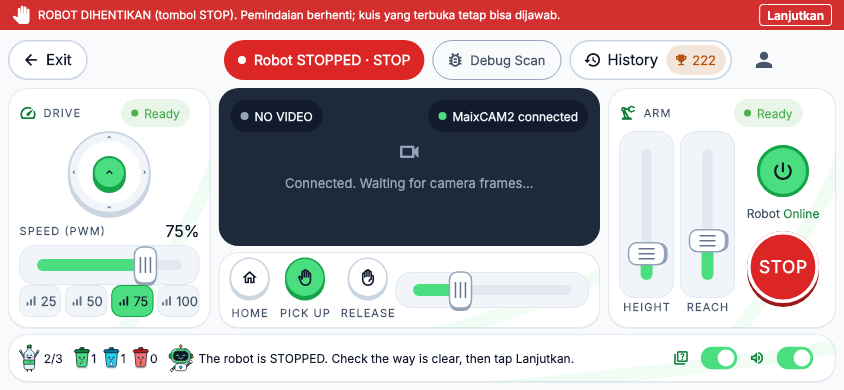 ROBOT DIHENTIKAN (tombol STOP). Pemindaian berhenti; kuis yang terbuka tetap bisa dijawab.
Lanjutkan
Exit
Robot STOPPED · STOP
Debug Scan
History
222
DRIVE
Ready
NO VIDEO
MaixCAM2 connected
Connected. Waiting for camera frames...
SPEED (PWM)
75%
25
50
75
100
HOME
PICK UP
RELEASE
ARM
Ready
HEIGHT
REACH
Robot Online
STOP
2/3
1
1
0
The robot is STOPPED. Check the way is clear, then tap Lanjutkan.